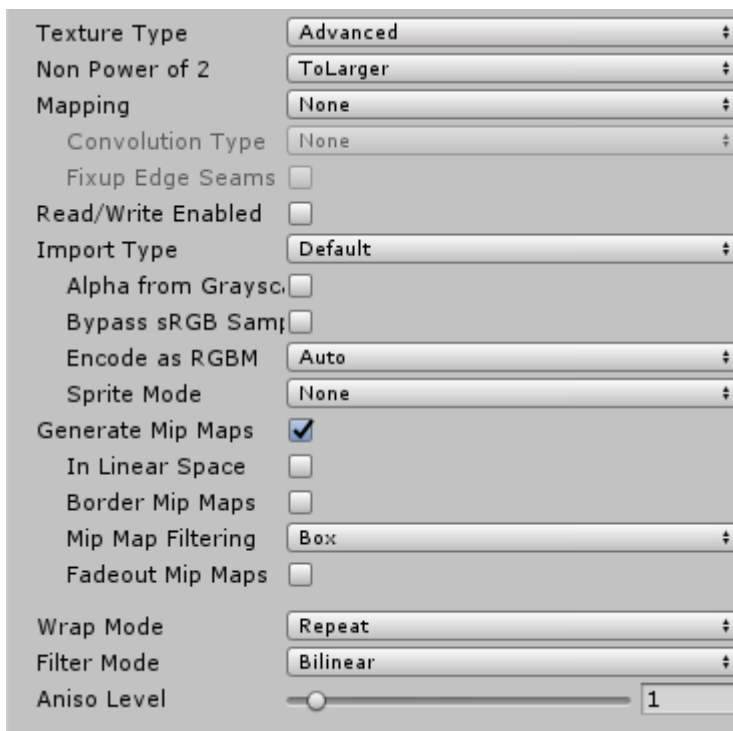 Texture Type Advanced
Non Power of 2 ToLarger
Mapping None
Convolution Type None
Fixup Edge Seams
Read/Write Enabled
Import Type Default
Alpha from Graysc
Bypass sRGB Samp
Encode as RGBM Auto
Sprite Mode None
Generate Mip Maps
In Linear Space
Border Mip Maps
Mip Map Filtering Box
Fadeout Mip Maps
Wrap Mode Repeat
Filter Mode Bilinear
Aniso Level 1